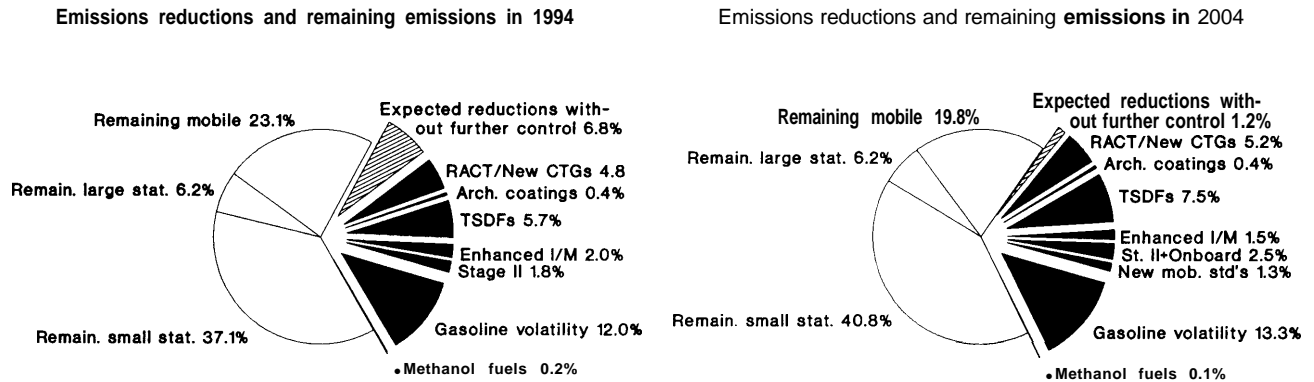 Emissions reductions and remaining emissions in 1994
Remaining mobile 23.1%
Expected reductions with-
out further control 6.8%
RACT/New CTGs 4.8
Arch. coatings 0.4%
Remain. large stat. 6.2%
TSDFs 5.7%
Enhanced I/M 2.0%
Stage II 1.8%
Remain. small stat. 37.1%
Gasoline volatility 12.0%
•Methanol fuels 0.2%
Emissions reductions and remaining emissions in 2004
Remaining mobile 19.8%
Expected reductions with-
out further control 1.2%
RACT/New CTGs 5.2%
Remain. large stat. 6.2%
Arch. coatings 0.4%
TSDFs 7.5%
Enhanced I/M 1.5%
St. II+Onboard 2.5%
New mob. std's 1.3%
Remain. small stat. 40.8%
Gasoline volatility 13.3%
•Methanol fuels 0.1%